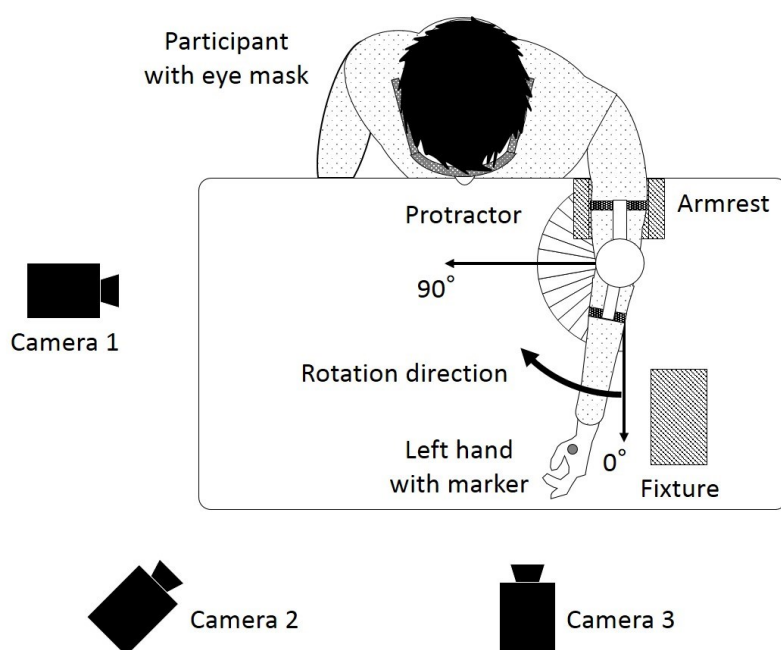 Participant
with eye mask
Protractor
Armrest
90°
Camera 1
Rotation direction
Left hand
with marker
0°
Fixture
Camera 2
Camera 3